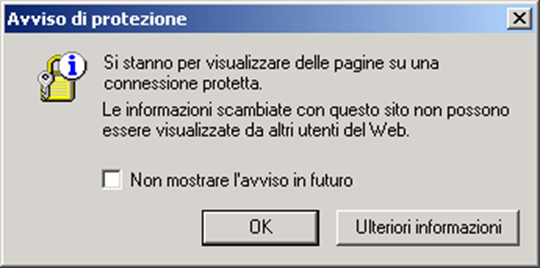 Avviso di protezione
Si stanno per visualizzare delle pagine su una
connessione protetta.
Le informazioni scambiate con questo sito non possono
essere visualizzate da altri utenti del Web.
Non mostrare l'avviso in futuro
OK
Ulteriori informazioni